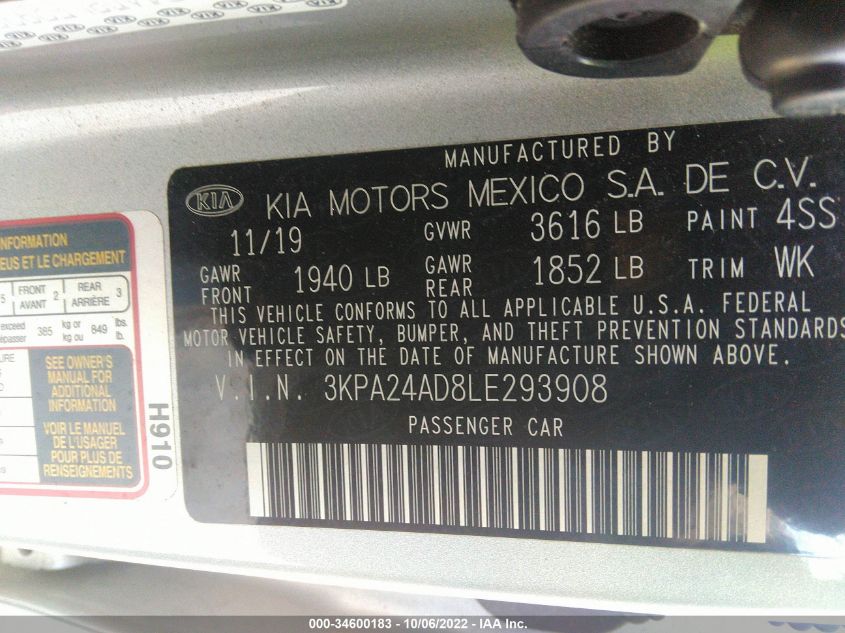 MANUFACTURED BY
KIA KIA MOTORS MEXICO S.A. DE C.V.
11/19 GVWR 3616 LB PAINT 4SS
GAWR FRONT 1940 LB GAWR REAR 1852 LB TRIM WK
THIS VEHICLE CONFORMS TO ALL APPLICABLE U.S.A. FEDERAL
MOTOR VEHICLE SAFETY, BUMPER, AND THEFT PREVENTION STANDARDS
IN EFFECT ON THE DATE OF MANUFACTURE SHOWN ABOVE.
V.I.N. 3KPA24AD8LE293908
PASSENGER CAR
INFORMATION
EUS ET LE CHARGEMENT
5 FRONT AVANT 2 REAR ARRIÈRE 3
exceed 385 kg or 849 lbs.
passer kg ou lb.
SEE OWNER'S
MANUAL FOR
ADDITIONAL
INFORMATION
VOIR LE MANUEL
DE L'USAGER
POUR PLUS DE
RENSEIGNEMENTS
H910
000-34600183 - 10/06/2022 - IAA Inc.